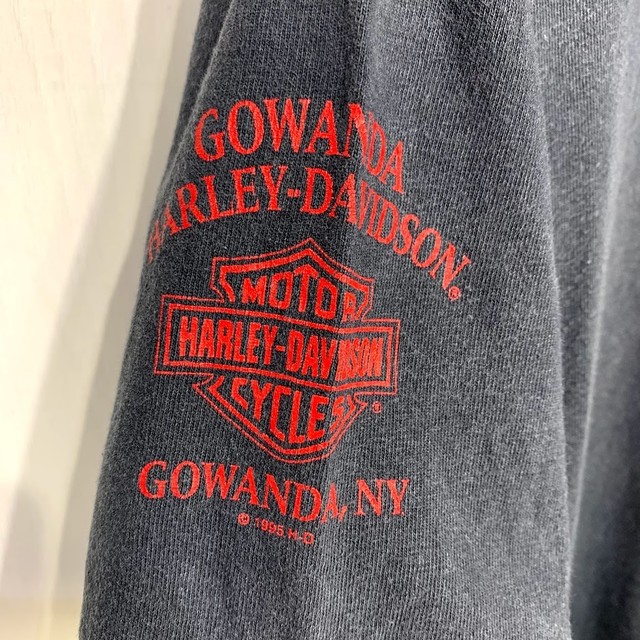 GOWANDA
HARLEY-DAVIDSON®
MOTOR
HARLEY-DAVIDSON
CYCLES®
GOWANDA, NY
© 1995 H-D